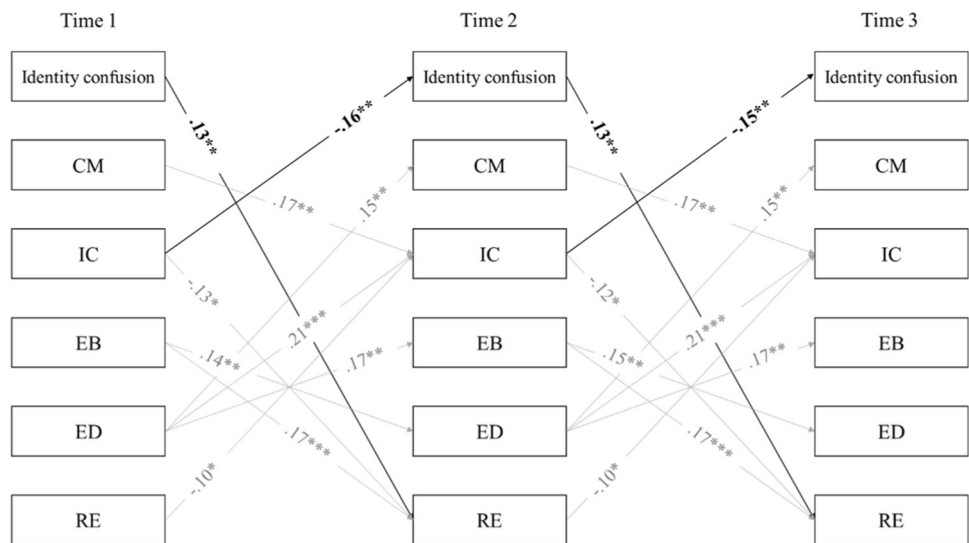 Time 1
Time 2
Time 3
Identity confusion
Identity confusion
Identity confusion
.13**
-.16**
.13**
-.15**
CM
CM
CM
.17**
.15**
.17**
.15**
IC
IC
IC
-.13*
.21***
-.12*
.21***
EB
EB
EB
.14**
.17**
.15**
.17**
ED
ED
ED
.17***
.17***
-.10*
-.10*
RE
RE
RE